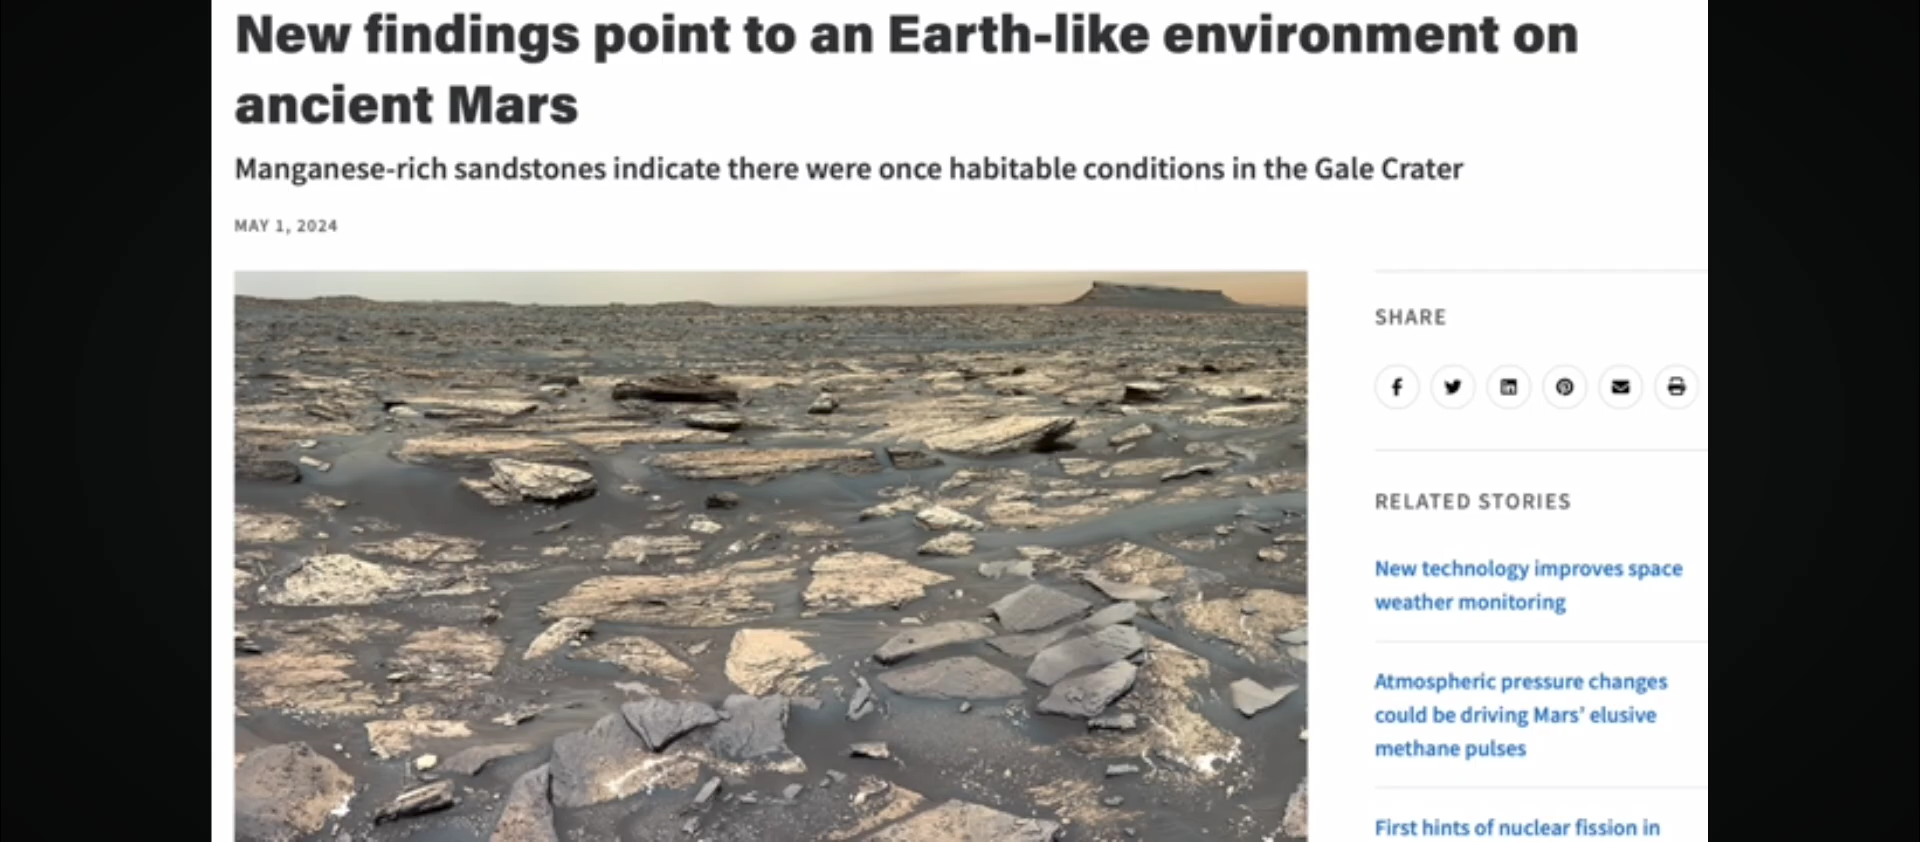 New findings point to an Earth-like environment on
ancient Mars
Manganese-rich sandstones indicate there were once habitable conditions in the Gale Crater
MAY 1, 2024
SHARE
RELATED STORIES
New technology improves space
weather monitoring
Atmospheric pressure changes
could be driving Mars’ elusive
methane pulses
First hints of nuclear fission in